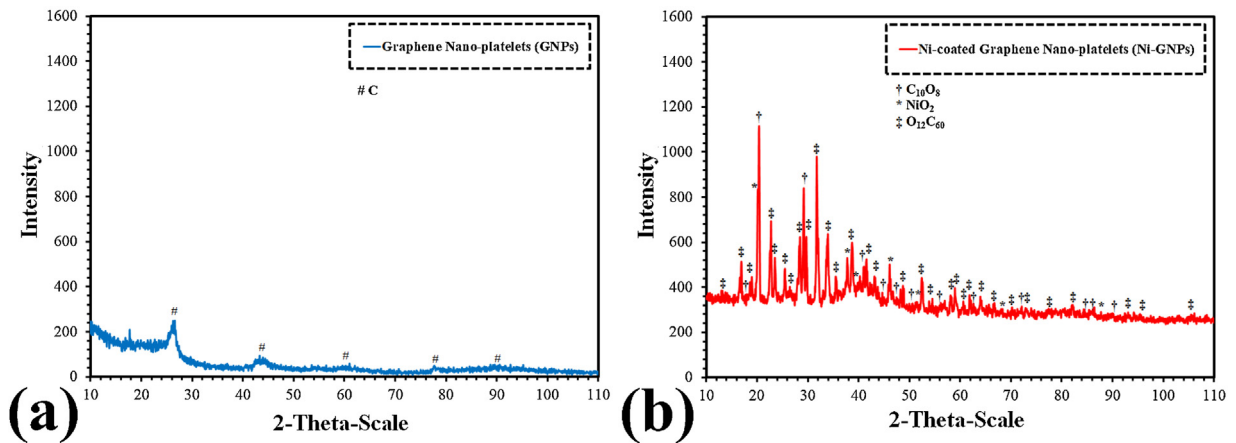 1600
1400
1200
1000
800
600
400
200
0
Intensity
Graphene Nano-platelets (GNPs)
# C
#
#
#
#
#
10 20 30 40 50 60 70 80 90 100 110
2-Theta-Scale
(a)
1600
1400
1200
1000
800
600
400
200
0
Intensity
Ni-coated Graphene Nano-platelets (Ni-GNPs)
† C₁₀O₈
* NiO₂
‡ O₁₂C₆₀
10 20 30 40 50 60 70 80 90 100 110
2-Theta-Scale
(b)